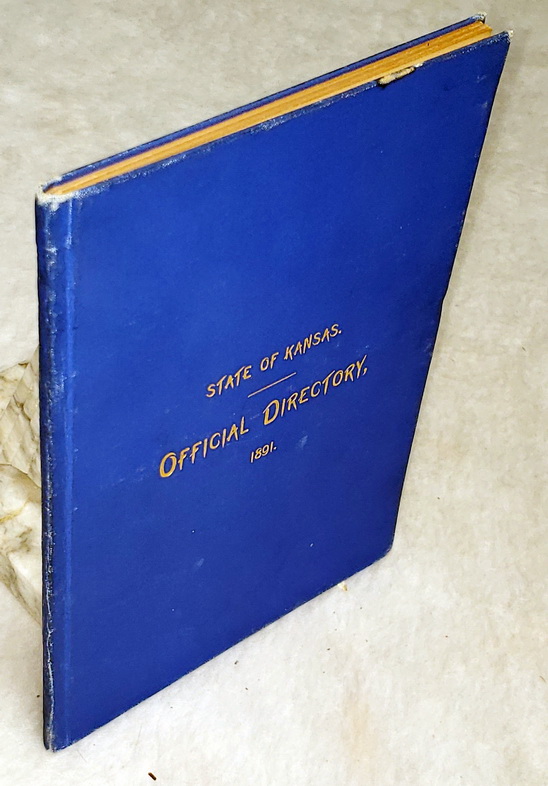 STATE OF KANSAS.
OFFICIAL DIRECTORY,
1891.